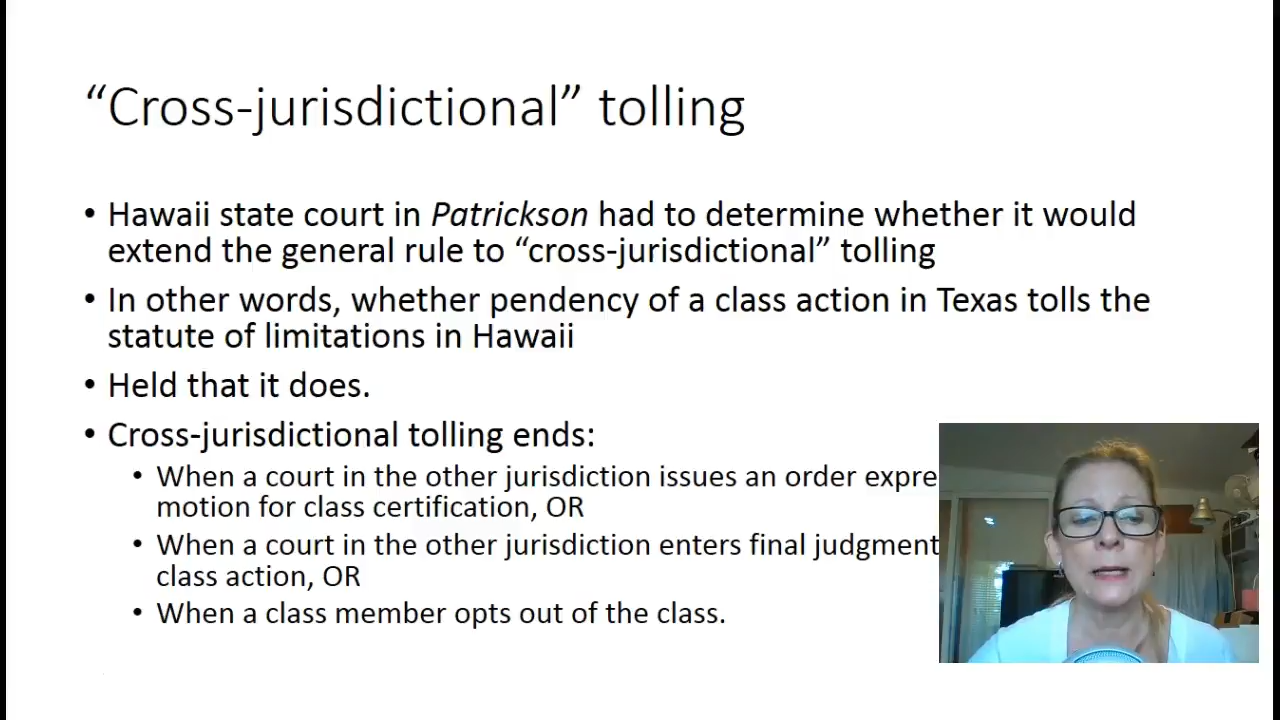 “Cross-jurisdictional” tolling
• Hawaii state court in Patrickson had to determine whether it would
extend the general rule to “cross-jurisdictional” tolling
• In other words, whether pendency of a class action in Texas tolls the
statute of limitations in Hawaii
• Held that it does.
• Cross-jurisdictional tolling ends:
• When a court in the other jurisdiction issues an order
motion for class certification, OR
• When a court in the other jurisdiction enters final judgment
class action, OR
• When a class member opts out of the class.